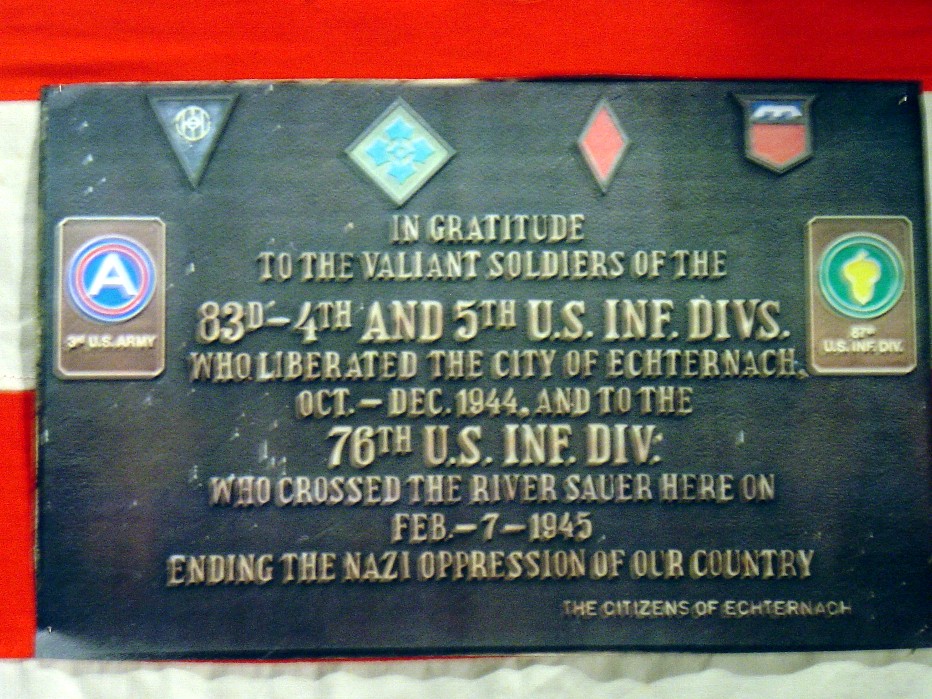 IN GRATITUDE
TO THE VALIANT SOLDIERS OF THE
83D-4TH AND 5TH U.S. INF. DIVS.
WHO LIBERATED THE CITY OF ECHTERNACH,
OCT. - DEC. 1944, AND TO THE
76TH U.S. INF. DIV.
WHO CROSSED THE RIVER SAUER HERE ON
FEB. - 7 - 1945
ENDING THE NAZI OPPRESSION OF OUR COUNTRY
THE CITIZENS OF ECHTERNACH
A
3rd U.S. ARMY
87th
U.S. INF. DIV.